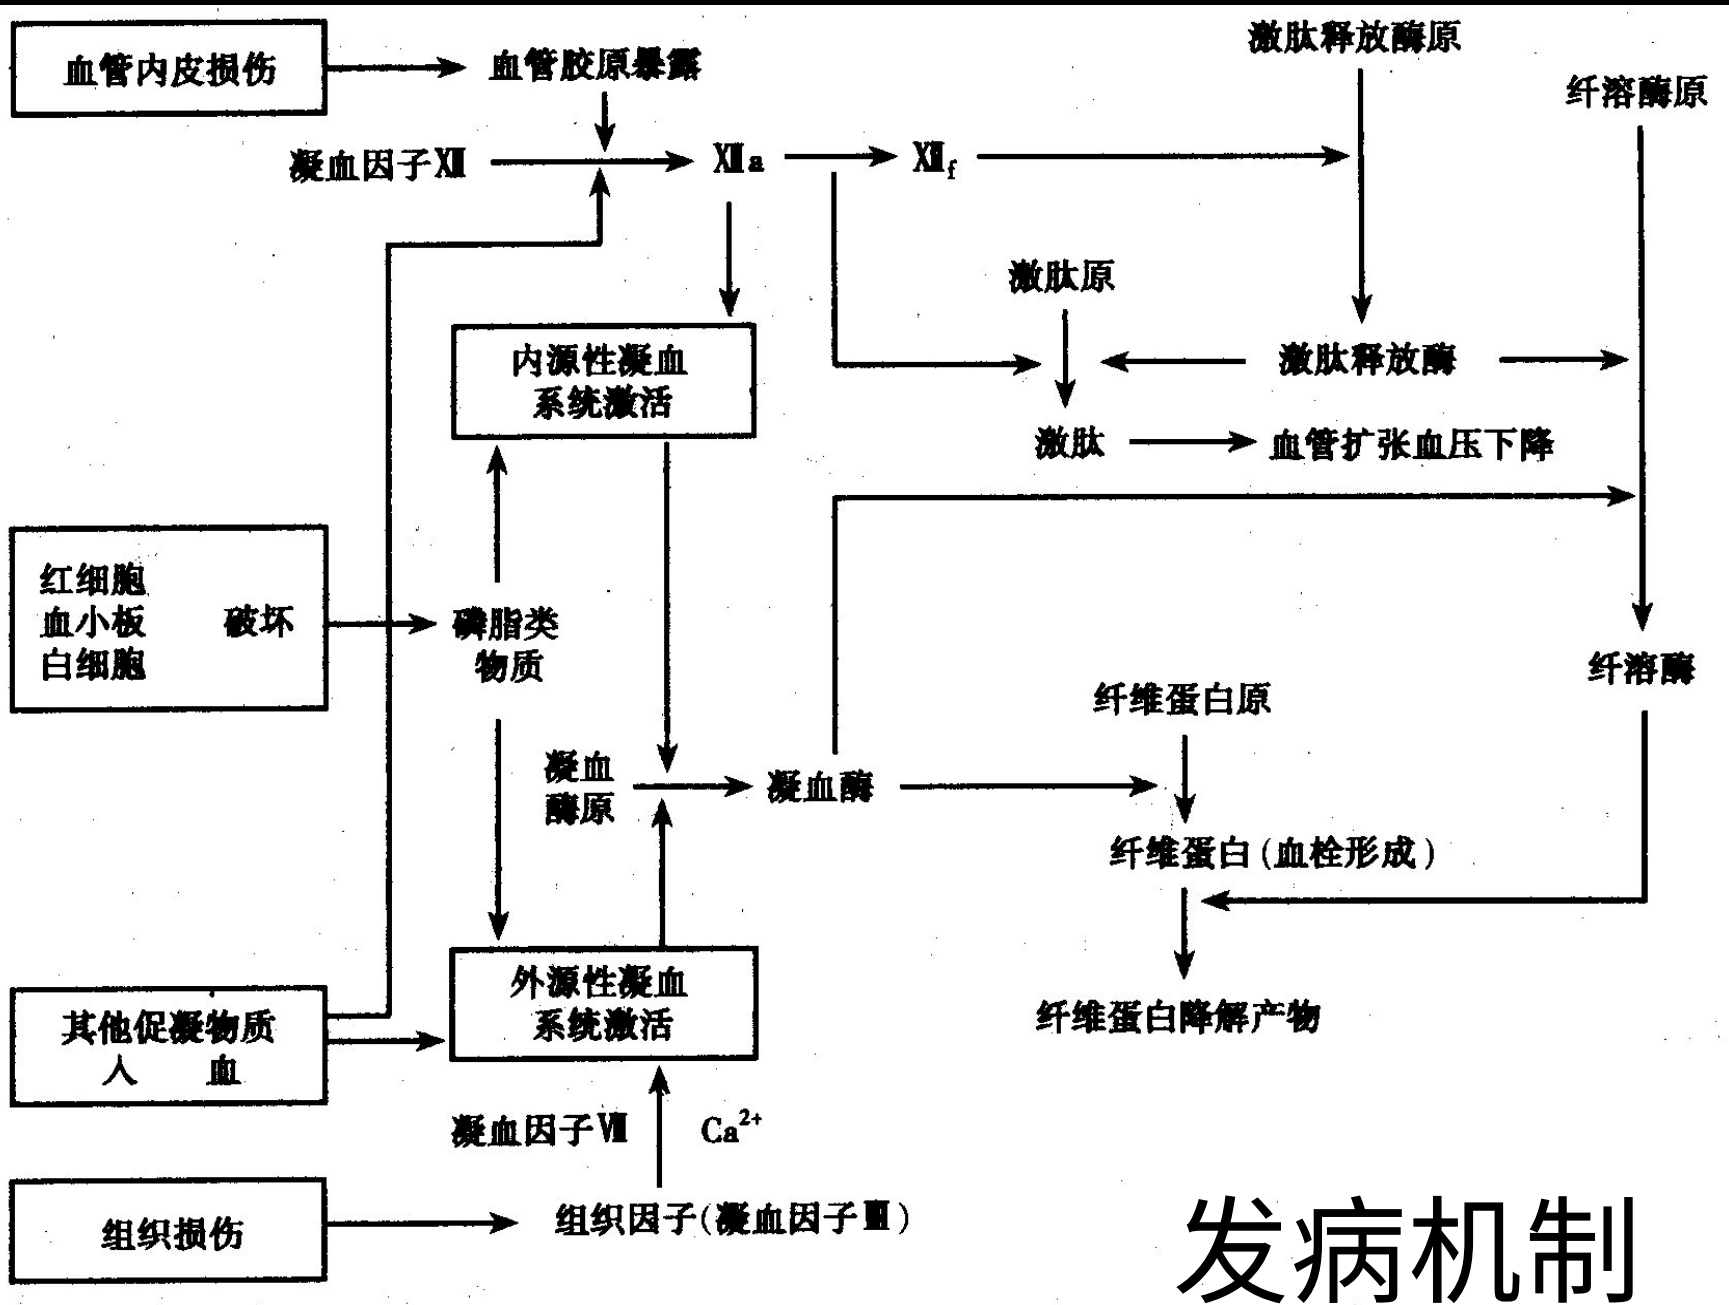 血管内皮损伤
血管胶原暴露
激肽释放酶原
纤溶酶原
凝血因子Ⅻ
Ⅻa
Ⅻf
激肽原
内源性凝血
系统激活
激肽释放酶
激肽
血管扩张血压下降
红细胞
血小板 破坏
白细胞
磷脂类
物质
纤溶酶
纤维蛋白原
凝血
酶原
凝血酶
纤维蛋白(血栓形成)
其他促凝物质
入 血
外源性凝血
系统激活
纤维蛋白降解产物
凝血因子Ⅶ
Ca²⁺
组织损伤
组织因子(凝血因子Ⅲ)
发病机制